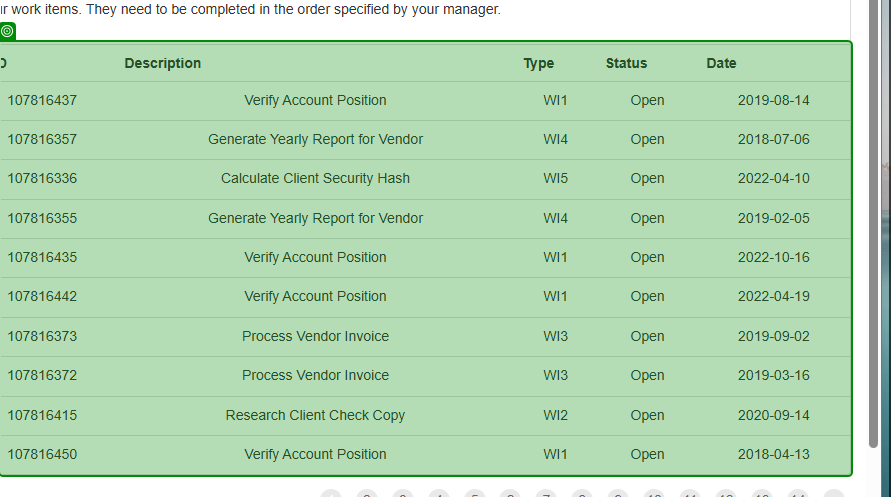 work items. They need to be completed in the order specified by your manager.
Description Type Status Date
107816437 Verify Account Position WI1 Open 2019-08-14
107816357 Generate Yearly Report for Vendor WI4 Open 2018-07-06
107816336 Calculate Client Security Hash WI5 Open 2022-04-10
107816355 Generate Yearly Report for Vendor WI4 Open 2019-02-05
107816435 Verify Account Position WI1 Open 2022-10-16
107816442 Verify Account Position WI1 Open 2022-04-19
107816373 Process Vendor Invoice WI3 Open 2019-09-02
107816372 Process Vendor Invoice WI3 Open 2019-03-16
107816415 Research Client Check Copy WI2 Open 2020-09-14
107816450 Verify Account Position WI1 Open 2018-04-13